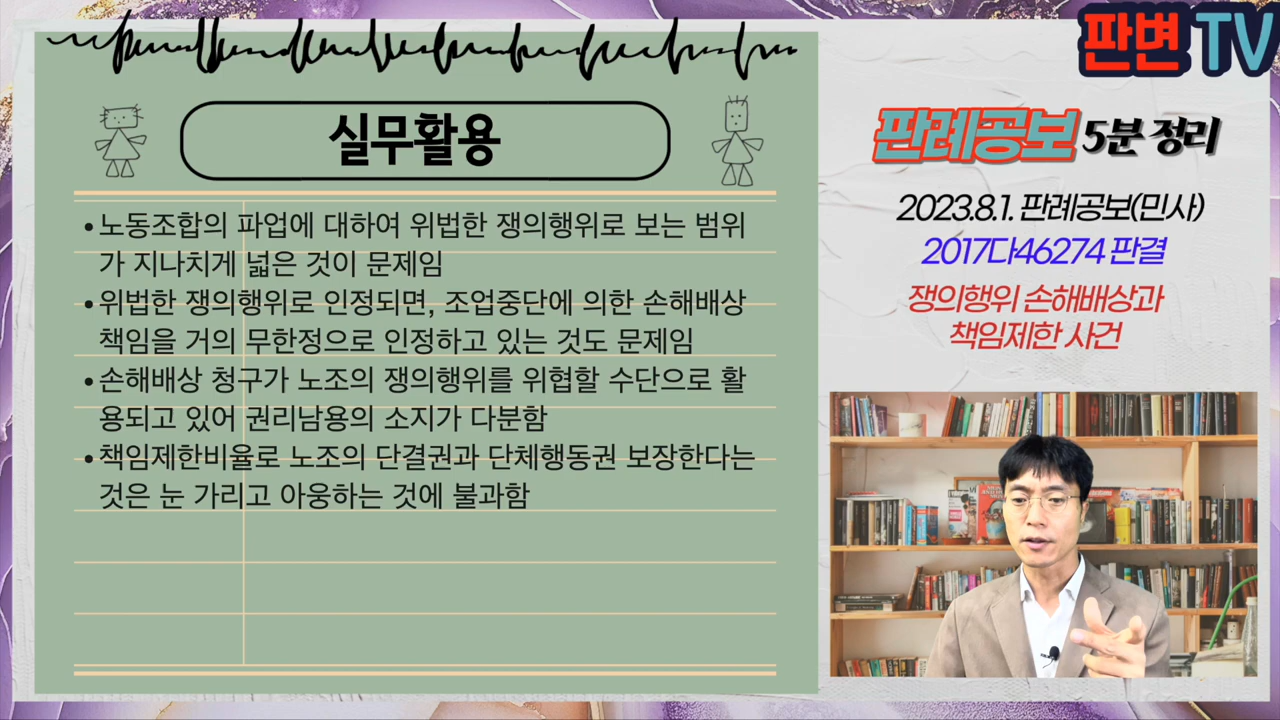 판변 TV
실무활용
• 노동조합의 파업에 대하여 위법한 쟁의행위로 보는 범위
가 지나치게 넓은 것이 문제임
• 위법한 쟁의행위로 인정되면, 조업중단에 의한 손해배상
책임을 거의 무한정으로 인정하고 있는 것도 문제임
• 손해배상 청구가 노조의 쟁의행위를 위협할 수단으로 활
용되고 있어 권리남용의 소지가 다분함
• 책임제한비율로 노조의 단결권과 단체행동권 보장한다는
것은 눈 가리고 아웅하는 것에 불과함
판례공보 5분 정리
2023.8.1. 판례공보(민사)
2017다46274 판결
쟁의행위 손해배상과
책임제한 사건